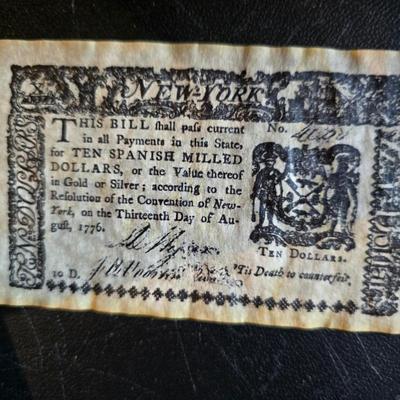 X
NEW-YORK
THIS BILL shall pass current
in all Payments in this State,
for TEN SPANISH MILLED
DOLLARS, or the Value thereof
in Gold or Silver; according to the
Resolution of the Convention of New-
York, on the Thirteenth Day of Au-
gust, 1776.
No.
TEN DOLLARS.
10 D.
'Tis Death to counterfeit.